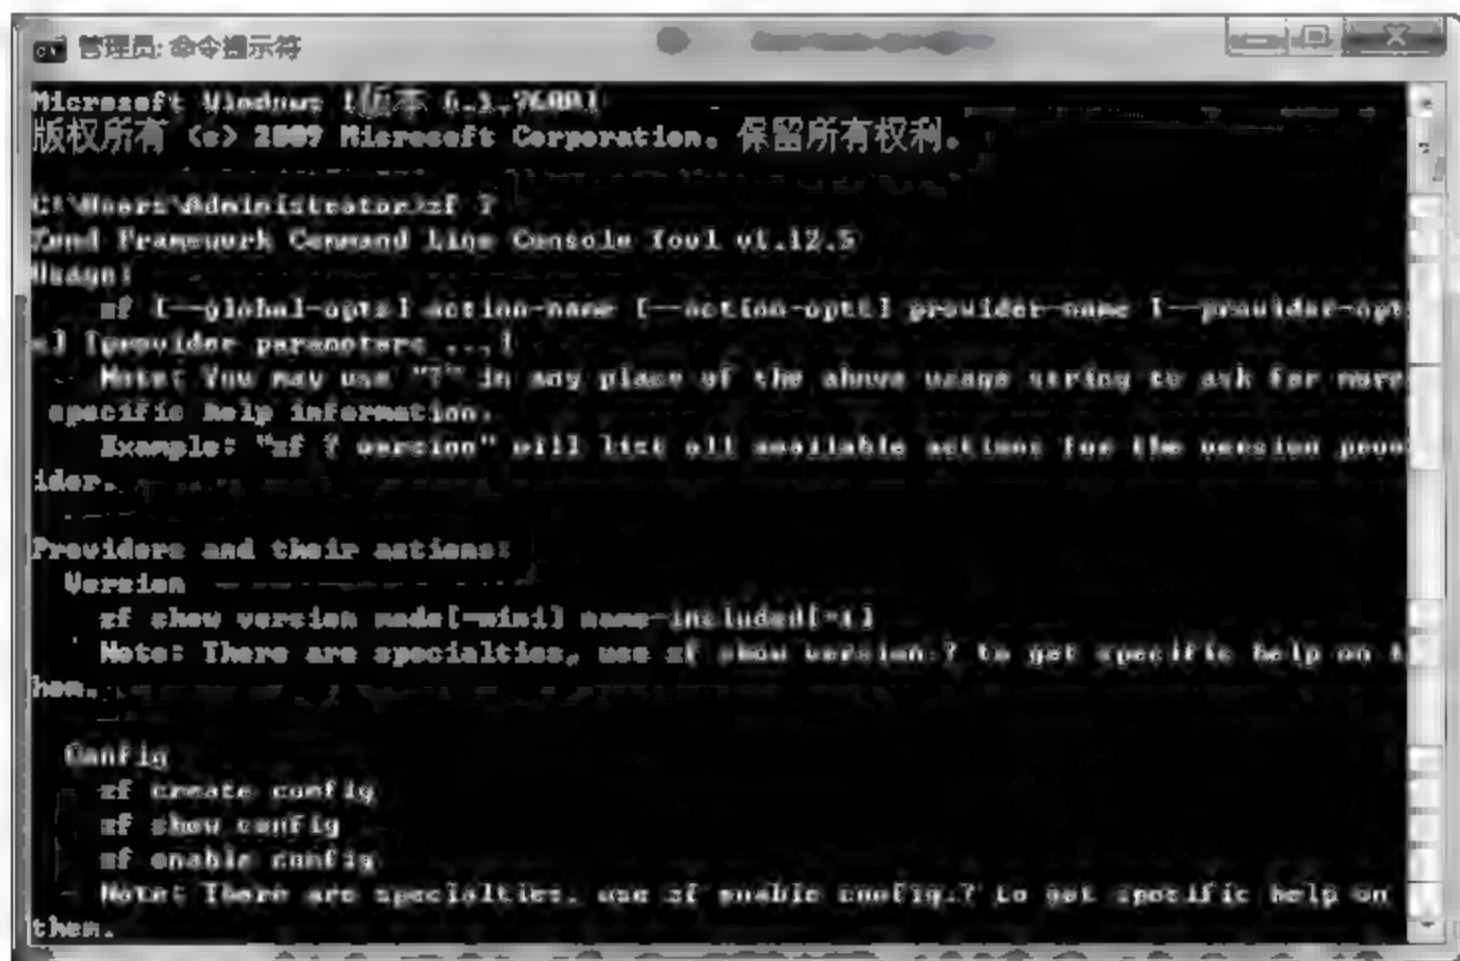 管理员: 命令提示符
Microsoft Windows [版本 6.1.7600]
版权所有 (c) 2009 Microsoft Corporation。保留所有权利。
C:\Users\Administrator>zf ?
Zend Framework Command Line Console Tool v1.12.5
Usage:
zf [--global-opts] action-name [--action-opts] provider-name [--provider-opt
s] [provider parameters ...]
Note: You may use "?" in any place of the above usage string to ask for more
specific help information.
Example: "zf ? version" will list all available actions for the version prov
ider.
Providers and their actions:
Version
zf show version mode[=mini] name-included[=1]
Note: There are specialties, use zf show version.? to get specific help on t
hem.
Config
zf create config
zf show config
zf enable config
Note: There are specialties, use zf enable config.? to get specific help on
them.